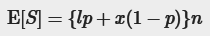 E[S] = {lp + x(1 − p)}n